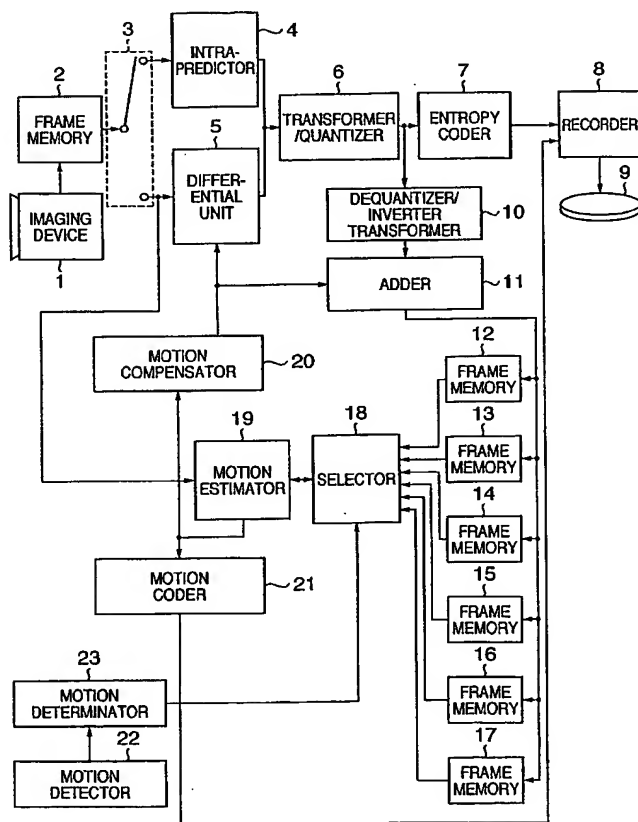 3
4
INTRA-
PREDICTOR
2
FRAME
MEMORY
6
TRANSFORMER
/QUANTIZER
7
ENTROPY
CODER
8
RECORDER
5
DIFFER-
ENTIAL
UNIT
9
IMAGING
DEVICE
1
DEQUANTIZER/
INVERTER
TRANSFORMER
10
ADDER
11
MOTION
COMPENSATOR
20
12
FRAME
MEMORY
18
SELECTOR
13
FRAME
MEMORY
19
MOTION
ESTIMATOR
14
FRAME
MEMORY
MOTION
CODER
21
15
FRAME
MEMORY
23
MOTION
DETERMINATOR
16
FRAME
MEMORY
22
MOTION
DETECTOR
17
FRAME
MEMORY